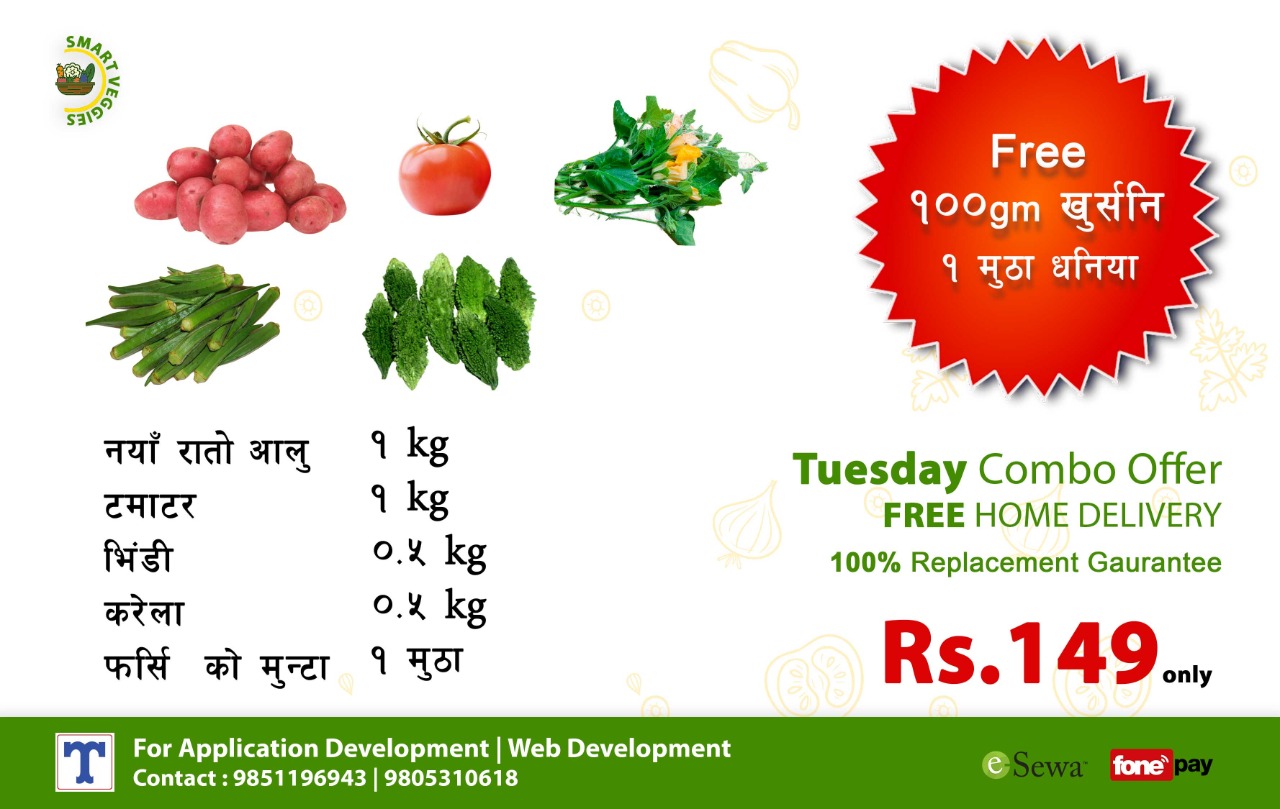 SMART VEGGIES
Free
१००gm खुर्सनि
१ मुठा धनिया
नयाँ रातो आलु १ kg
टमाटर १ kg
भिंडी ०.५ kg
करेला ०.५ kg
फर्सि को मुन्टा १ मुठा
Tuesday Combo Offer
FREE HOME DELIVERY
100% Replacement Gaurantee
Rs.149 only
T
For Application Development | Web Development
Contact : 9851196943 | 9805310618
e-Sewa
fonepay